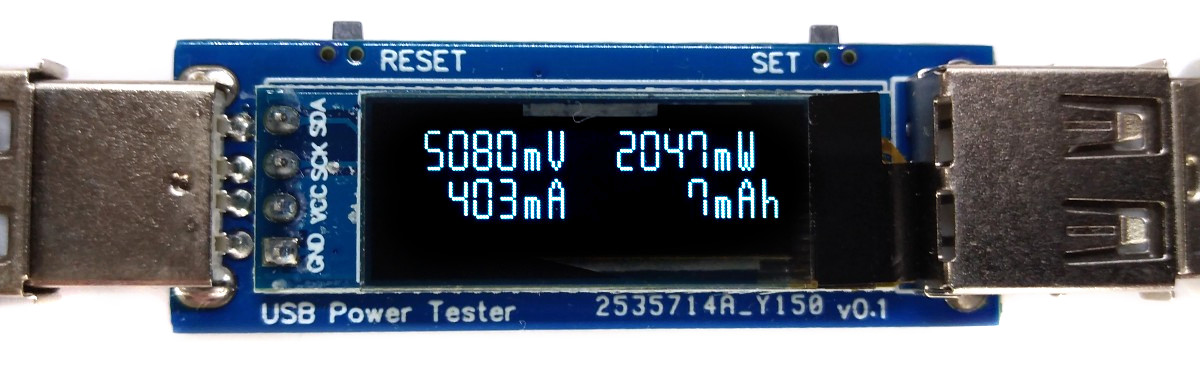 RESET SET
SDA
SCK
VCC
GND
5080mV 2047mW
403mA 7mAh
USB Power Tester 2535714A_Y150 v0.1